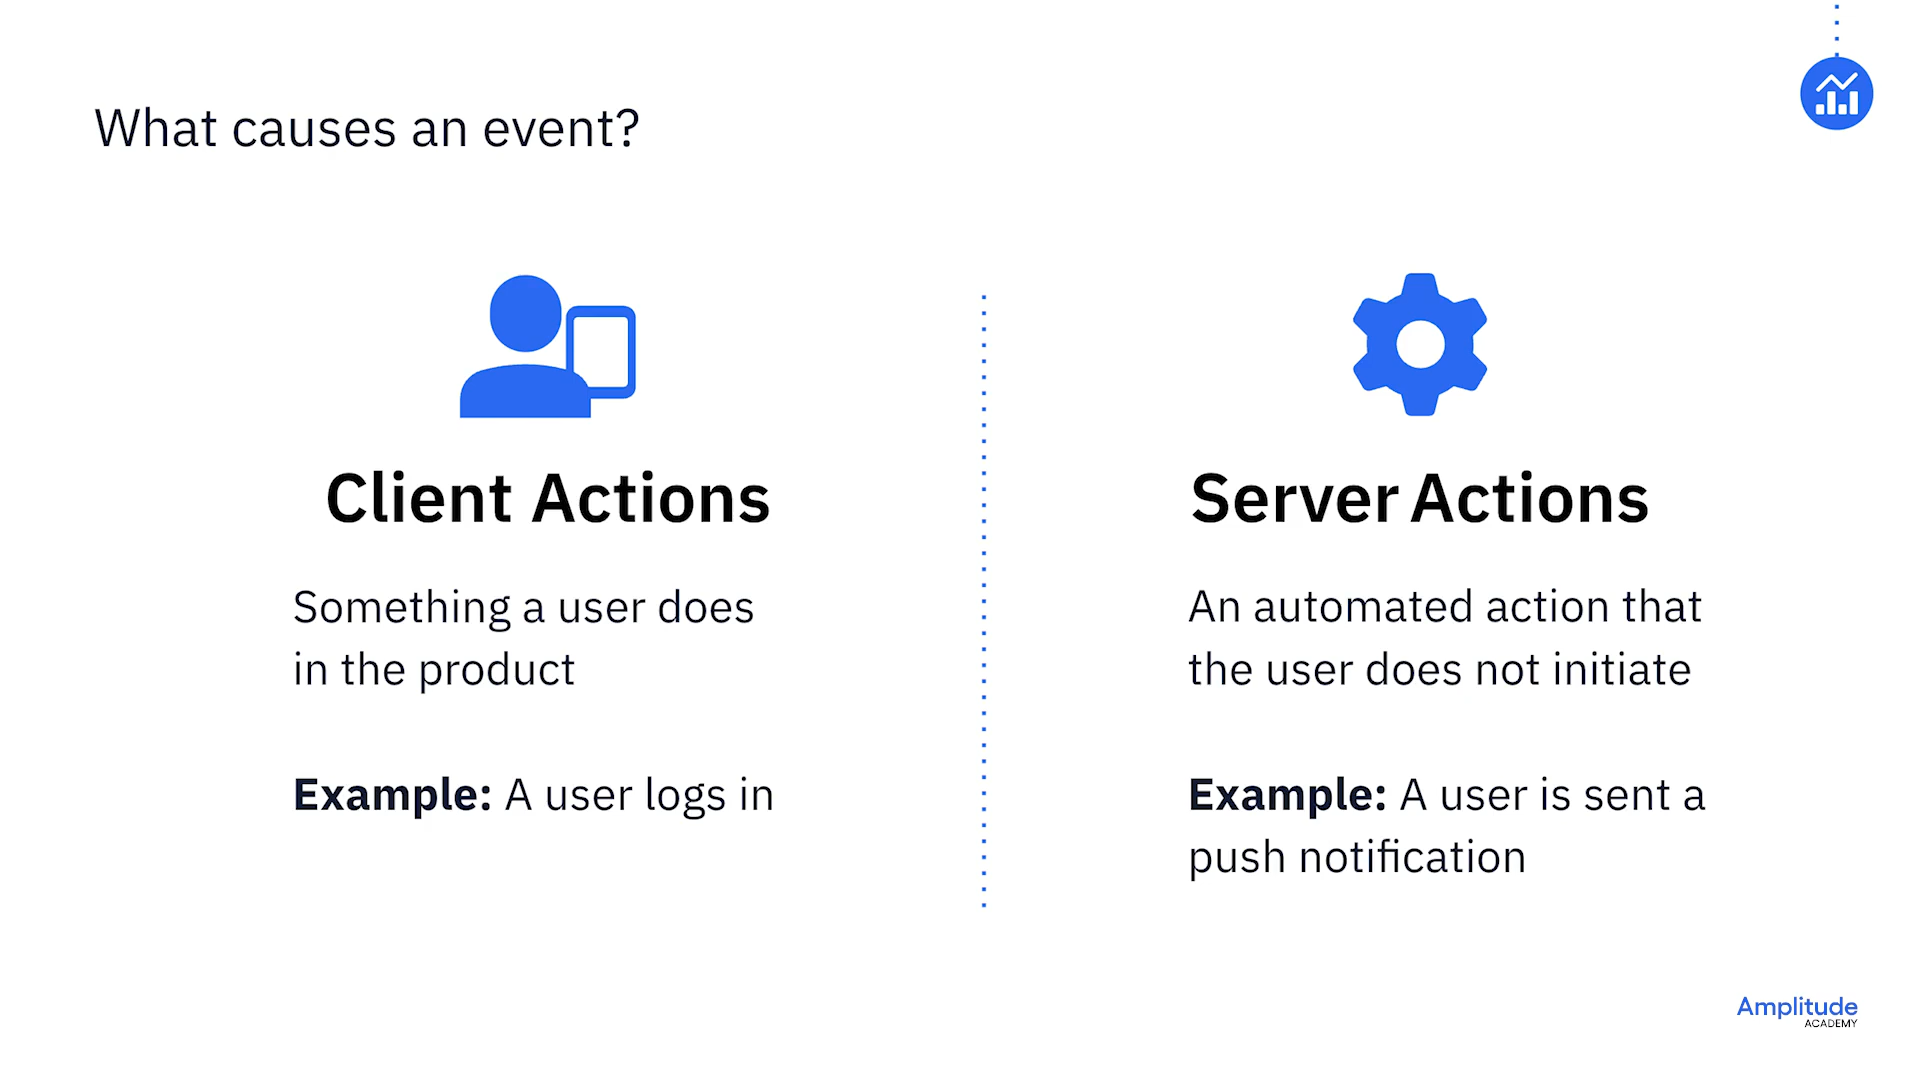 What causes an event?
Client Actions
Something a user does
in the product
Example: A user logs in
Server Actions
An automated action that
the user does not initiate
Example: A user is sent a
push notification
Amplitude
ACADEMY